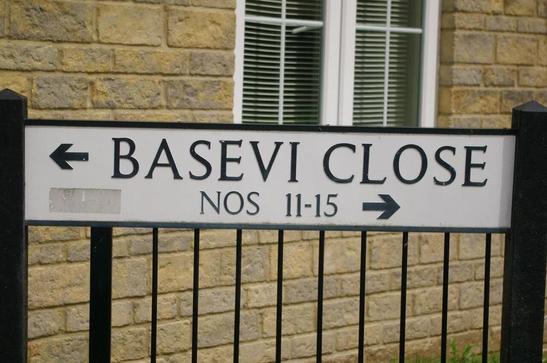 ← BASEVI CLOSE
NOS 11-15 →